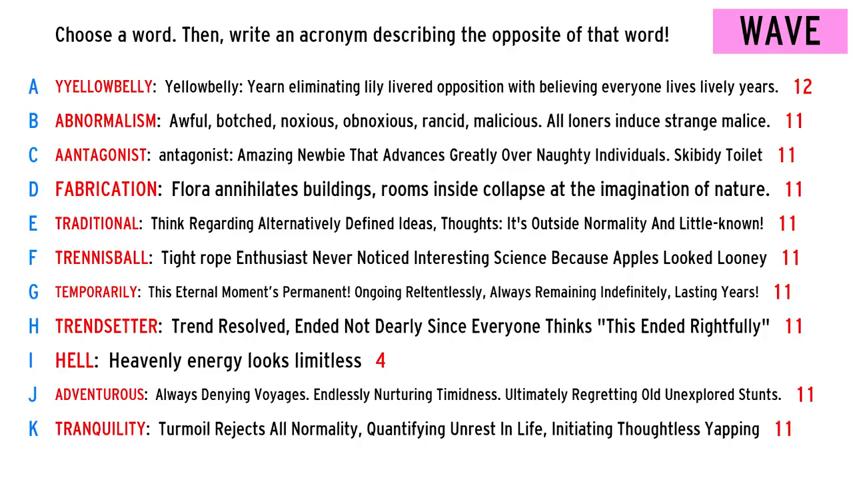 Choose a word. Then, write an acronym describing the opposite of that word!
WAVE
A YYELLOWBELLY: Yellowbelly: Yearn eliminating lily livered opposition with believing everyone lives lively years. 12
B ABNORMALISM: Awful, botched, noxious, obnoxious, rancid, malicious. All loners induce strange malice. 11
C AANTAGONIST: antagonist: Amazing Newbie That Advances Greatly Over Naughty Individuals. Skibidy Toilet 11
D FABRICATION: Flora annihilates buildings, rooms inside collapse at the imagination of nature. 11
E TRADITIONAL: Think Regarding Alternatively Defined Ideas, Thoughts: It's Outside Normality And Little-known! 11
F TRENNISBALL: Tight rope Enthusiast Never Noticed Interesting Science Because Apples Looked Looney 11
G TEMPORARILY: This Eternal Moment's Permanent! Ongoing Reltentlessly, Always Remaining Indefinitely, Lasting Years! 11
H TRENDSETTER: Trend Resolved, Ended Not Dearly Since Everyone Thinks "This Ended Rightfully" 11
I HELL: Heavenly energy looks limitless 4
J ADVENTUROUS: Always Denying Voyages. Endlessly Nurturing Timidness. Ultimately Regretting Old Unexplored Stunts. 11
K TRANQUILITY: Turmoil Rejects All Normality, Quantifying Unrest In Life, Initiating Thoughtless Yapping 11